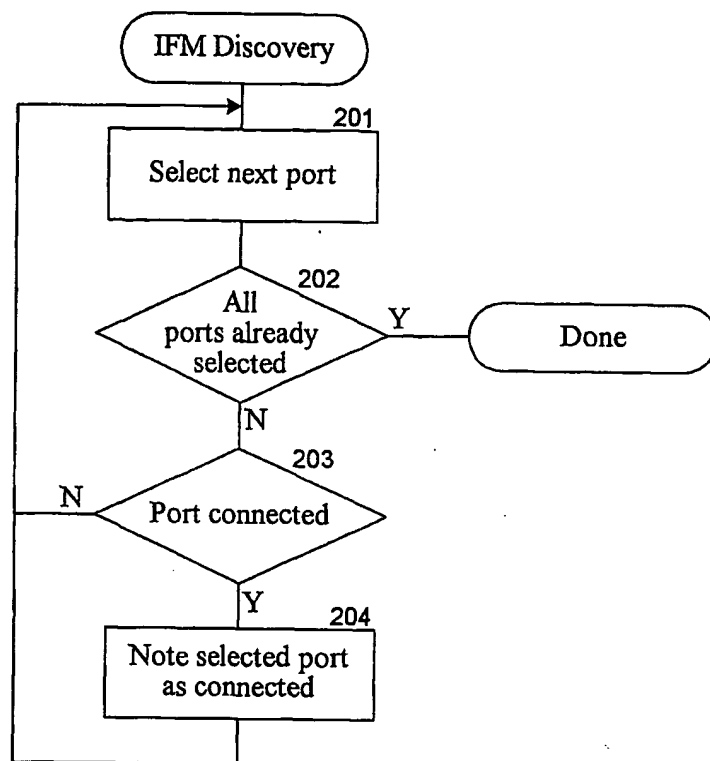 IFM Discovery
201
Select next port
202
All
ports already
selected
Y
Done
N
203
N
Port connected
Y
204
Note selected port
as connected